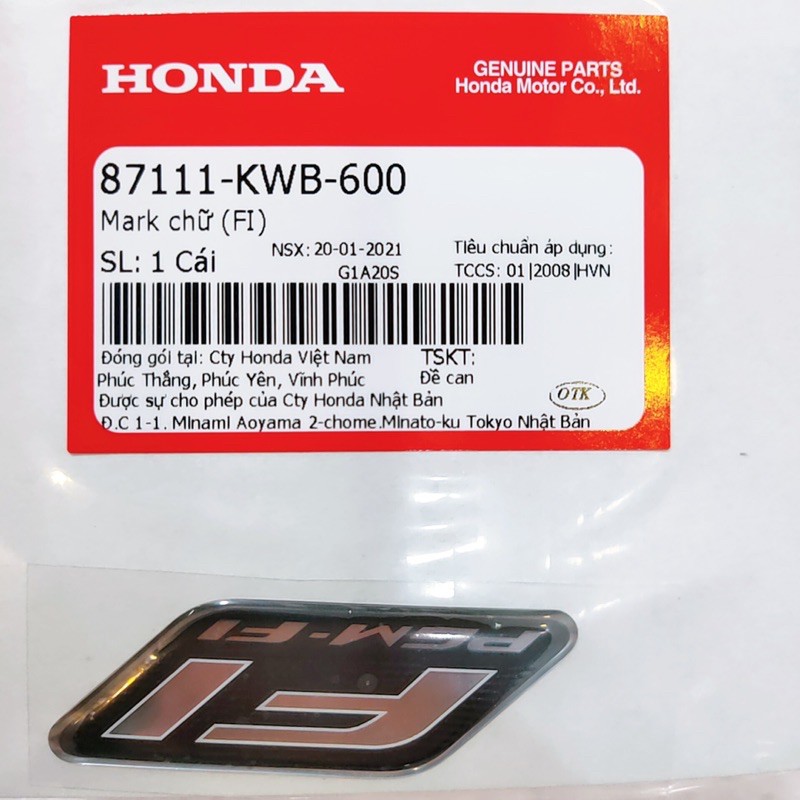 HONDA
GENUINE PARTS
Honda Motor Co., Ltd.
87111-KWB-600
Mark chữ (FI)
SL: 1 Cái
NSX: 20-01-2021
G1A20S
Tiêu chuẩn áp dụng:
TCCS: 01|2008|HVN
Đóng gói tại: Cty Honda Việt Nam
Phúc Thắng, Phúc Yên, Vĩnh Phúc
TSKT:
Đề can
Được sự cho phép của Cty Honda Nhật Bản
Đ.C 1-1. Minami Aoyama 2-chome.Minato-ku Tokyo Nhật Bản
OTK
FI
PGM-FI